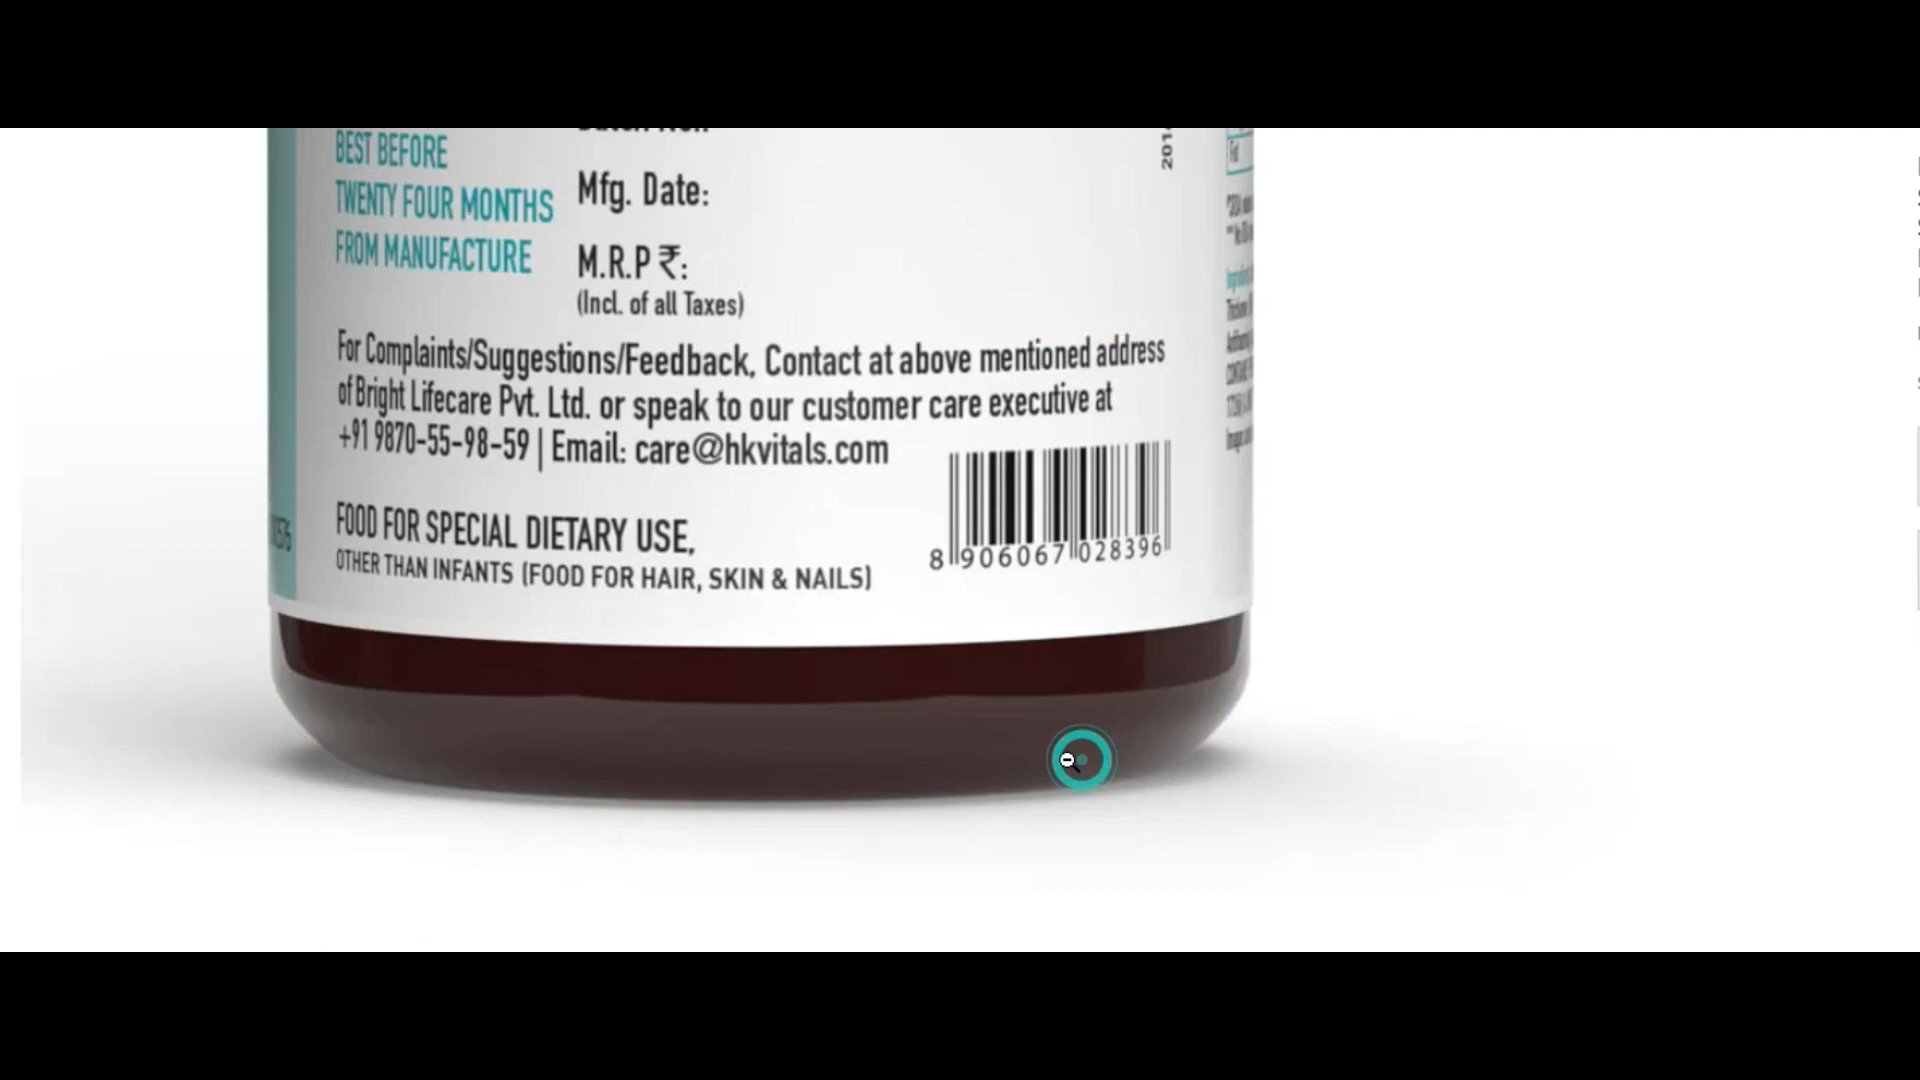 BEST BEFORE
TWENTY FOUR MONTHS
FROM MANUFACTURE
Mfg. Date:
M.R.P ₹:
(Incl. of all Taxes)
For Complaints/Suggestions/Feedback, Contact at above mentioned address
of Bright Lifecare Pvt. Ltd. or speak to our customer care executive at
+91 9870-55-98-59 | Email: care@hkvitals.com
FOOD FOR SPECIAL DIETARY USE,
OTHER THAN INFANTS (FOOD FOR HAIR, SKIN & NAILS)
8 906067 028396
201
Fat